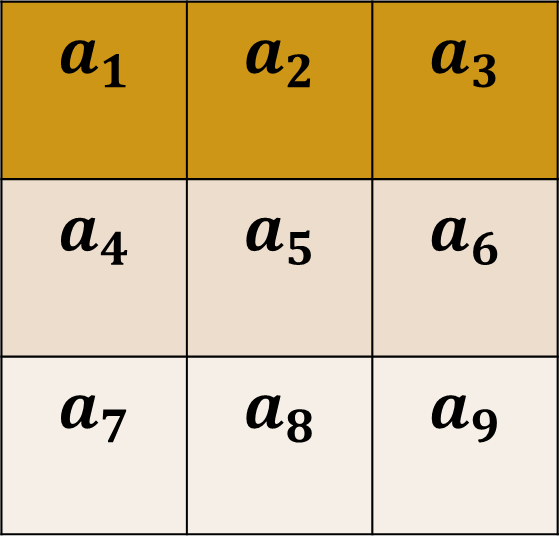 a₁ a₂ a₃
a₄ a₅ a₆
a₇ a₈ a₉